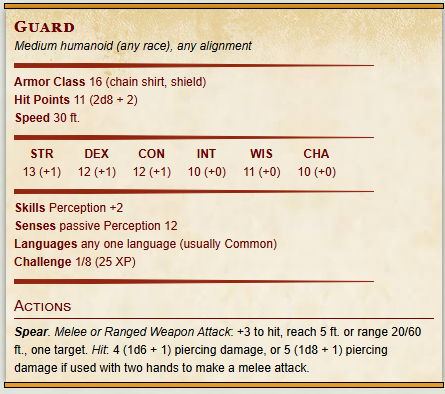 Guard
Medium humanoid (any race), any alignment
Armor Class 16 (chain shirt, shield)
Hit Points 11 (2d8 + 2)
Speed 30 ft.
STR DEX CON INT WIS CHA
13 (+1) 12 (+1) 12 (+1) 10 (+0) 11 (+0) 10 (+0)
Skills Perception +2
Senses passive Perception 12
Languages any one language (usually Common)
Challenge 1/8 (25 XP)
Actions
Spear. Melee or Ranged Weapon Attack: +3 to hit, reach 5 ft. or range 20/60
ft., one target. Hit: 4 (1d6 + 1) piercing damage, or 5 (1d8 + 1) piercing
damage if used with two hands to make a melee attack.